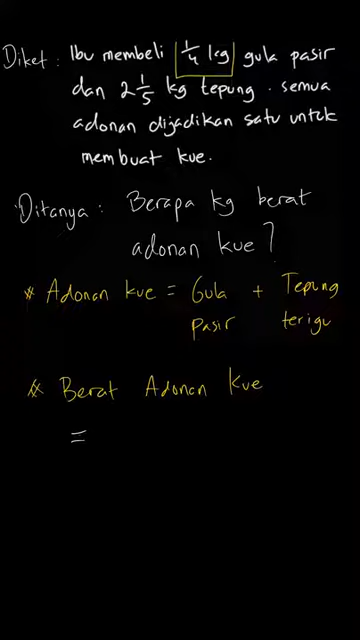 Diket : Ibu membeli 1/4 kg gula pasir
dan 2 1/5 kg tepung. semua
adonan dijadikan satu untuk
membuat kue.
Ditanya : Berapa kg berat
adonan kue?
* Adonan kue = Gula + Tepung
pasir terigu
* Berat Adonan Kue
=